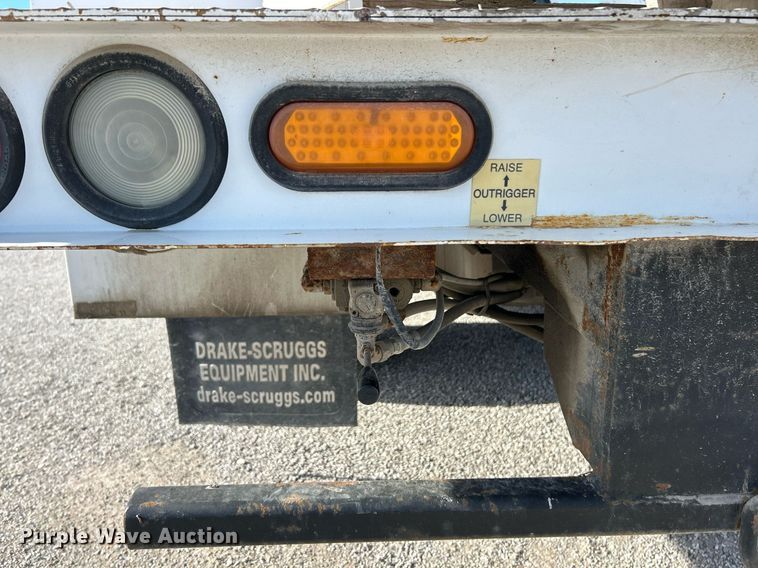 RAISE
OUTRIGGER
LOWER
DRAKE-SCRUGGS
EQUIPMENT INC.
drake-scruggs.com
Purple Wave Auction